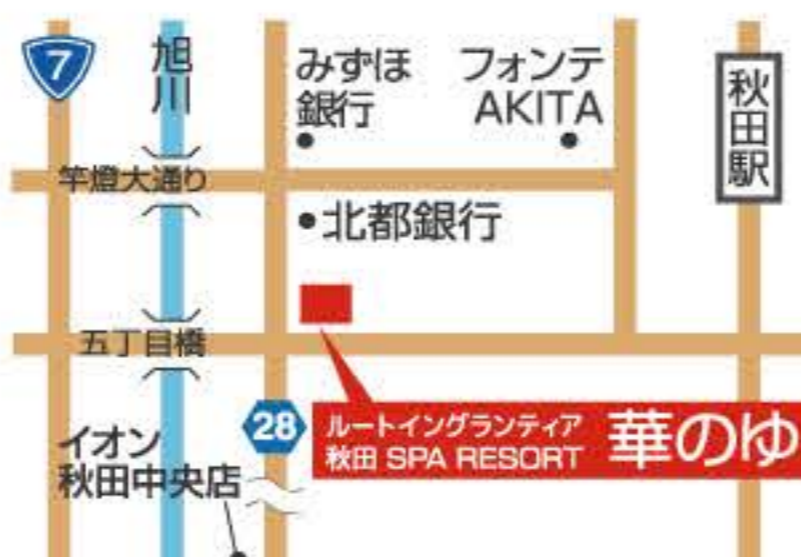 7
旭川
みずほ
銀行
フォンテ
AKITA
秋田駅
竿燈大通り
北都銀行
五丁目橋
28
イオン
秋田中央店
ルートイングランティア
秋田 SPA RESORT
華のゆ